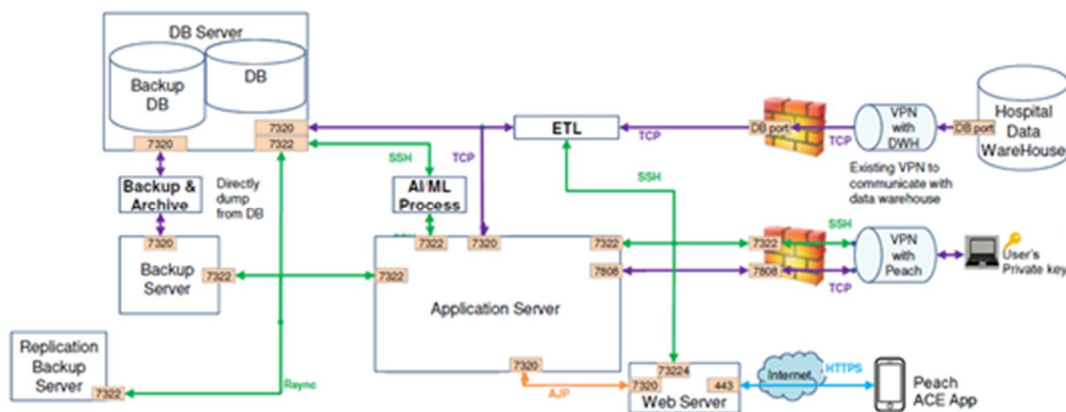 DB Server
Backup
DB
DB
7320
7320
7322
SSH
TCP
ETL
TCP
DB port
TCP
VPN
with
DWH
DB port
Hospital
Data
WareHouse
Existing VPN to
communicate with
data warehouse
Backup &
Archive
Directly
dump
from DB
AI/ML
Process
SSH
7320
Backup
Server
7322
7322
7322
7320
7322
7808
Application Server
7320
7322
7808
SSH
TCP
VPN
with
Peach
User's
Private key
Replication
Backup
Server
7322
Rsync
AJP
73224
7320
443
Web Server
Internet
HTTPS
Peach
ACE App